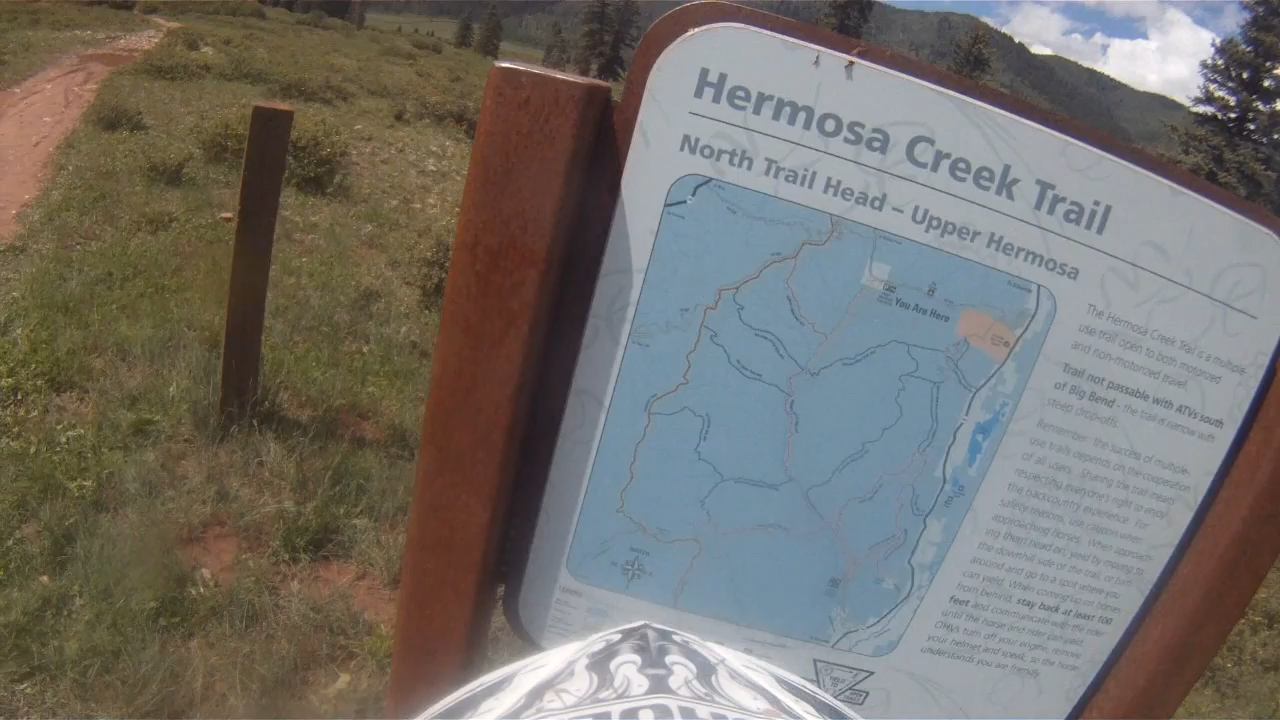 Hermosa Creek Trail
North Trail Head – Upper Hermosa
You Are Here
The Hermosa Creek Trail is a multiple-
use trail open to both motorized
and non-motorized travel.
Trail not passable with ATVs south
of Big Bend - the trail is narrow with
steep drop-offs.
Remember: the success of multiple-
use trails depends on the cooperation
of all users. Sharing the trail means
respecting everyone's right to enjoy
the backcountry experience. For
safety reasons, use caution when
approaching horses. When approach-
ing them head on, yield by moving to
the downhill side of the trail, or turn
around and go to a spot where you
can yield. When coming up on horses
from behind, stay back at least 100
feet and communicate with the rider
until the horse and rider can yield.
OHVs, turn off your engine, remove
your helmet and speak, so the horse
understands you are friendly.
NORTH
YIELD
TO